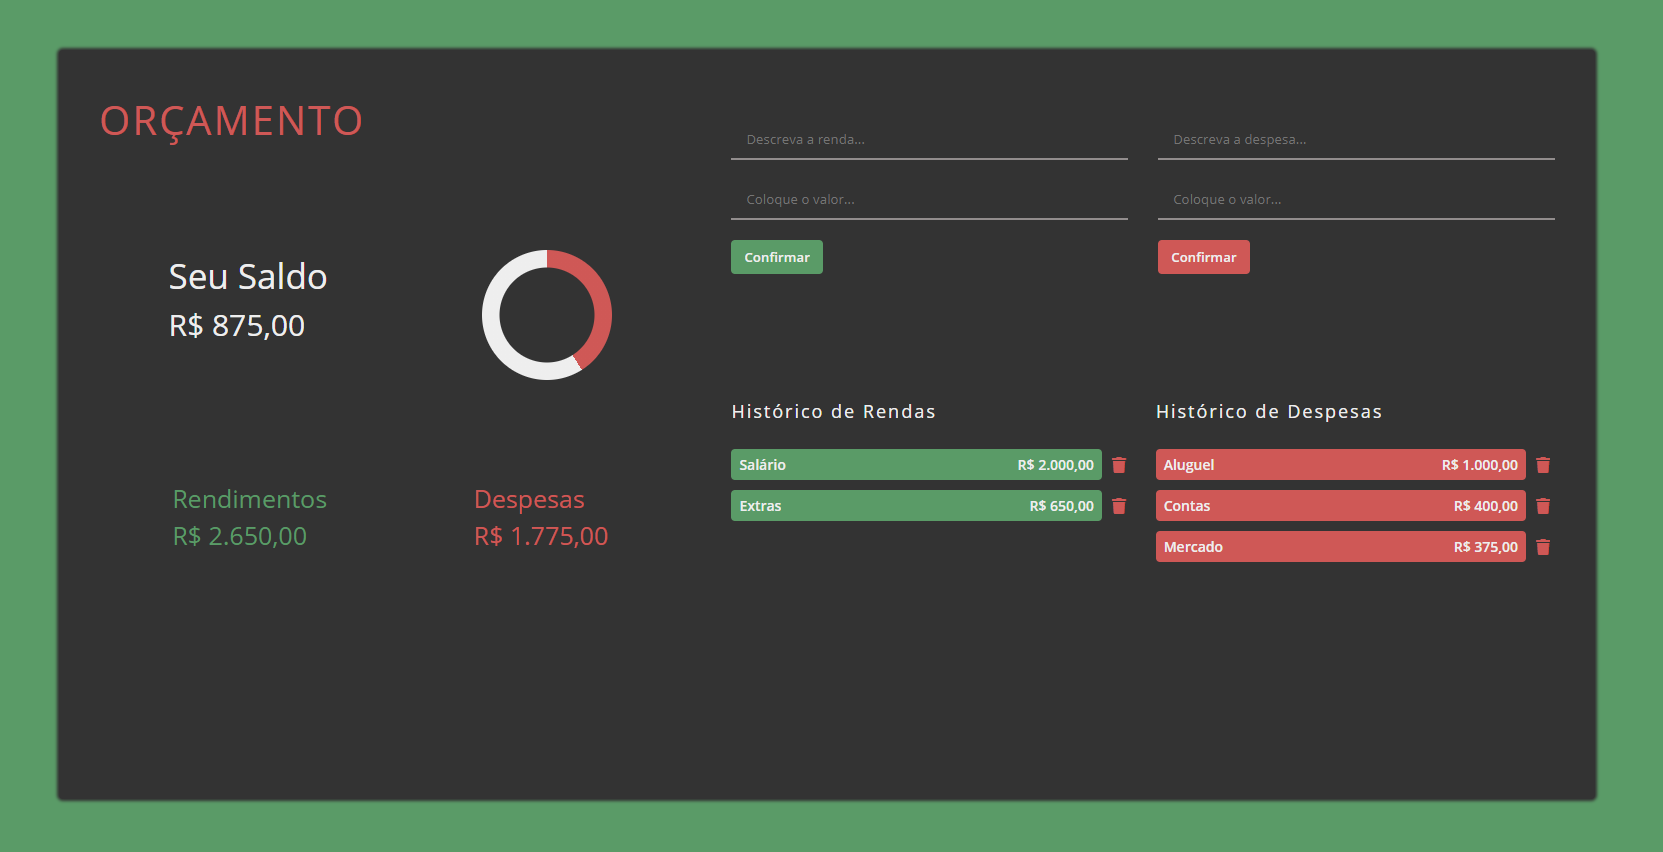 ORÇAMENTO
Seu Saldo
R$ 875,00
Rendimentos
R$ 2.650,00
Despesas
R$ 1.775,00
Descreva a renda...
Coloque o valor...
Confirmar
Descreva a despesa...
Coloque o valor...
Confirmar
Histórico de Rendas
Salário R$ 2.000,00
Extras R$ 650,00
Histórico de Despesas
Aluguel R$ 1.000,00
Contas R$ 400,00
Mercado R$ 375,00